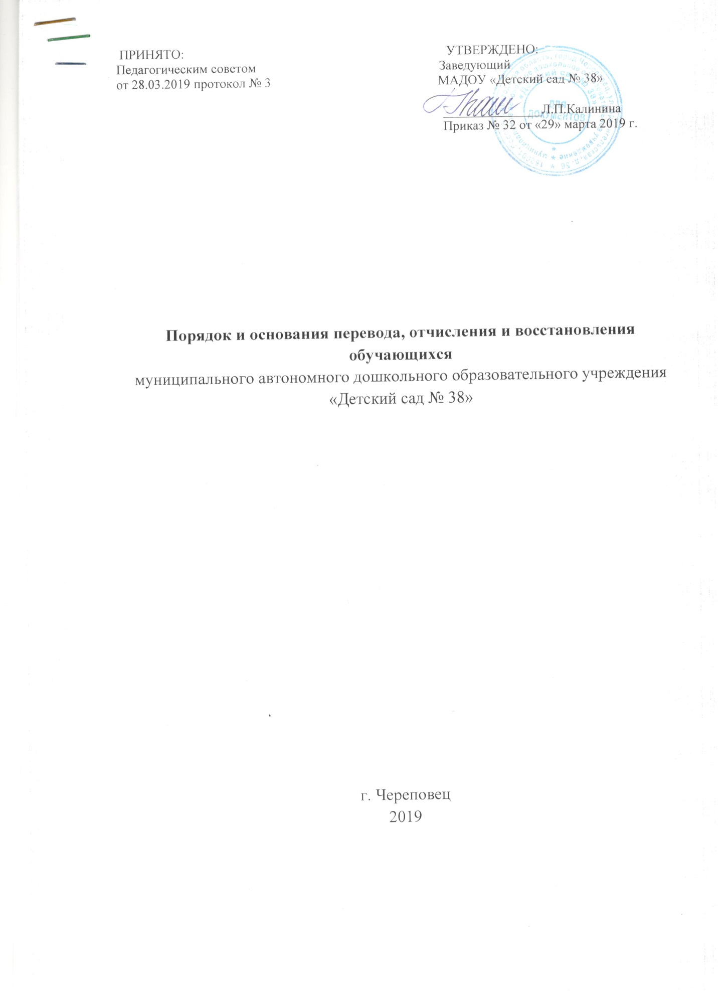 ПРИНЯТО:
Педагогическим советом
от 28.03.2019 протокол № 3
УТВЕРЖДЕНО:
Заведующий
МАДОУ «Детский сад № 38»
Л.П.Калинина
Приказ № 32 от «29» марта 2019 г.
ДЛЯ
ДОКУМЕНТОВ
Порядок и основания перевода, отчисления и восстановления
обучающихся
муниципального автономного дошкольного образовательного учреждения
«Детский сад № 38»
г. Череповец
2019